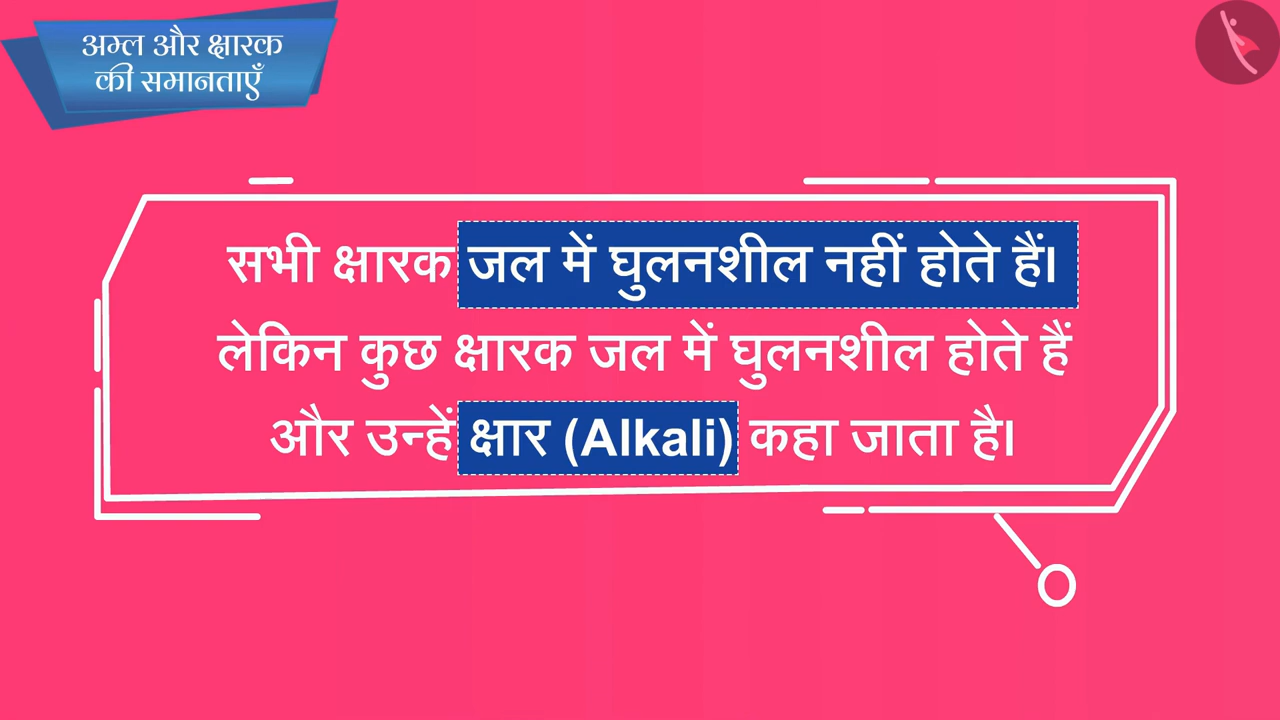 अम्ल और क्षारक
की समानताएँ
सभी क्षारक जल में घुलनशील नहीं होते हैं।
लेकिन कुछ क्षारक जल में घुलनशील होते हैं
और उन्हें क्षार (Alkali) कहा जाता है।